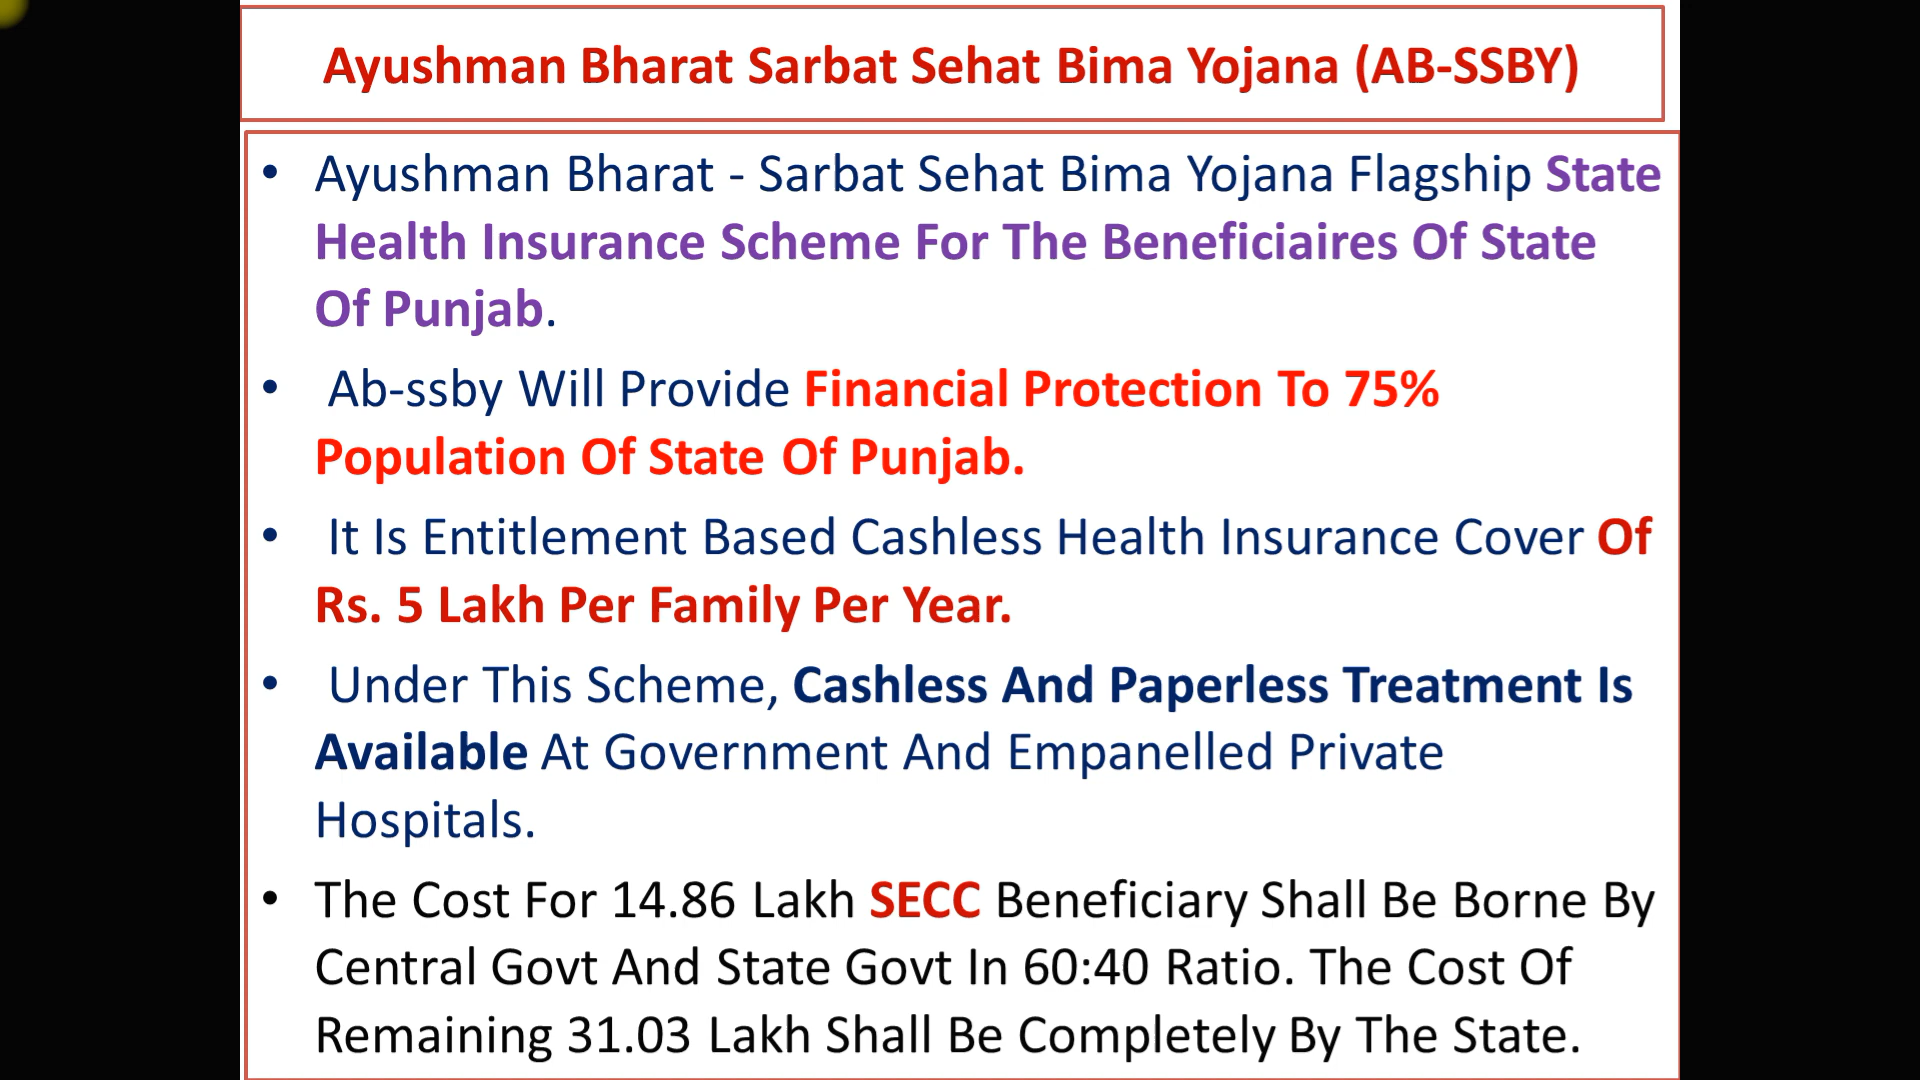 Ayushman Bharat Sarbat Sehat Bima Yojana (AB-SSBY)
• Ayushman Bharat - Sarbat Sehat Bima Yojana Flagship State
Health Insurance Scheme For The Beneficiaires Of State
Of Punjab.
• Ab-ssby Will Provide Financial Protection To 75%
Population Of State Of Punjab.
• It Is Entitlement Based Cashless Health Insurance Cover Of
Rs. 5 Lakh Per Family Per Year.
• Under This Scheme, Cashless And Paperless Treatment Is
Available At Government And Empanelled Private
Hospitals.
• The Cost For 14.86 Lakh SECC Beneficiary Shall Be Borne By
Central Govt And State Govt In 60:40 Ratio. The Cost Of
Remaining 31.03 Lakh Shall Be Completely By The State.